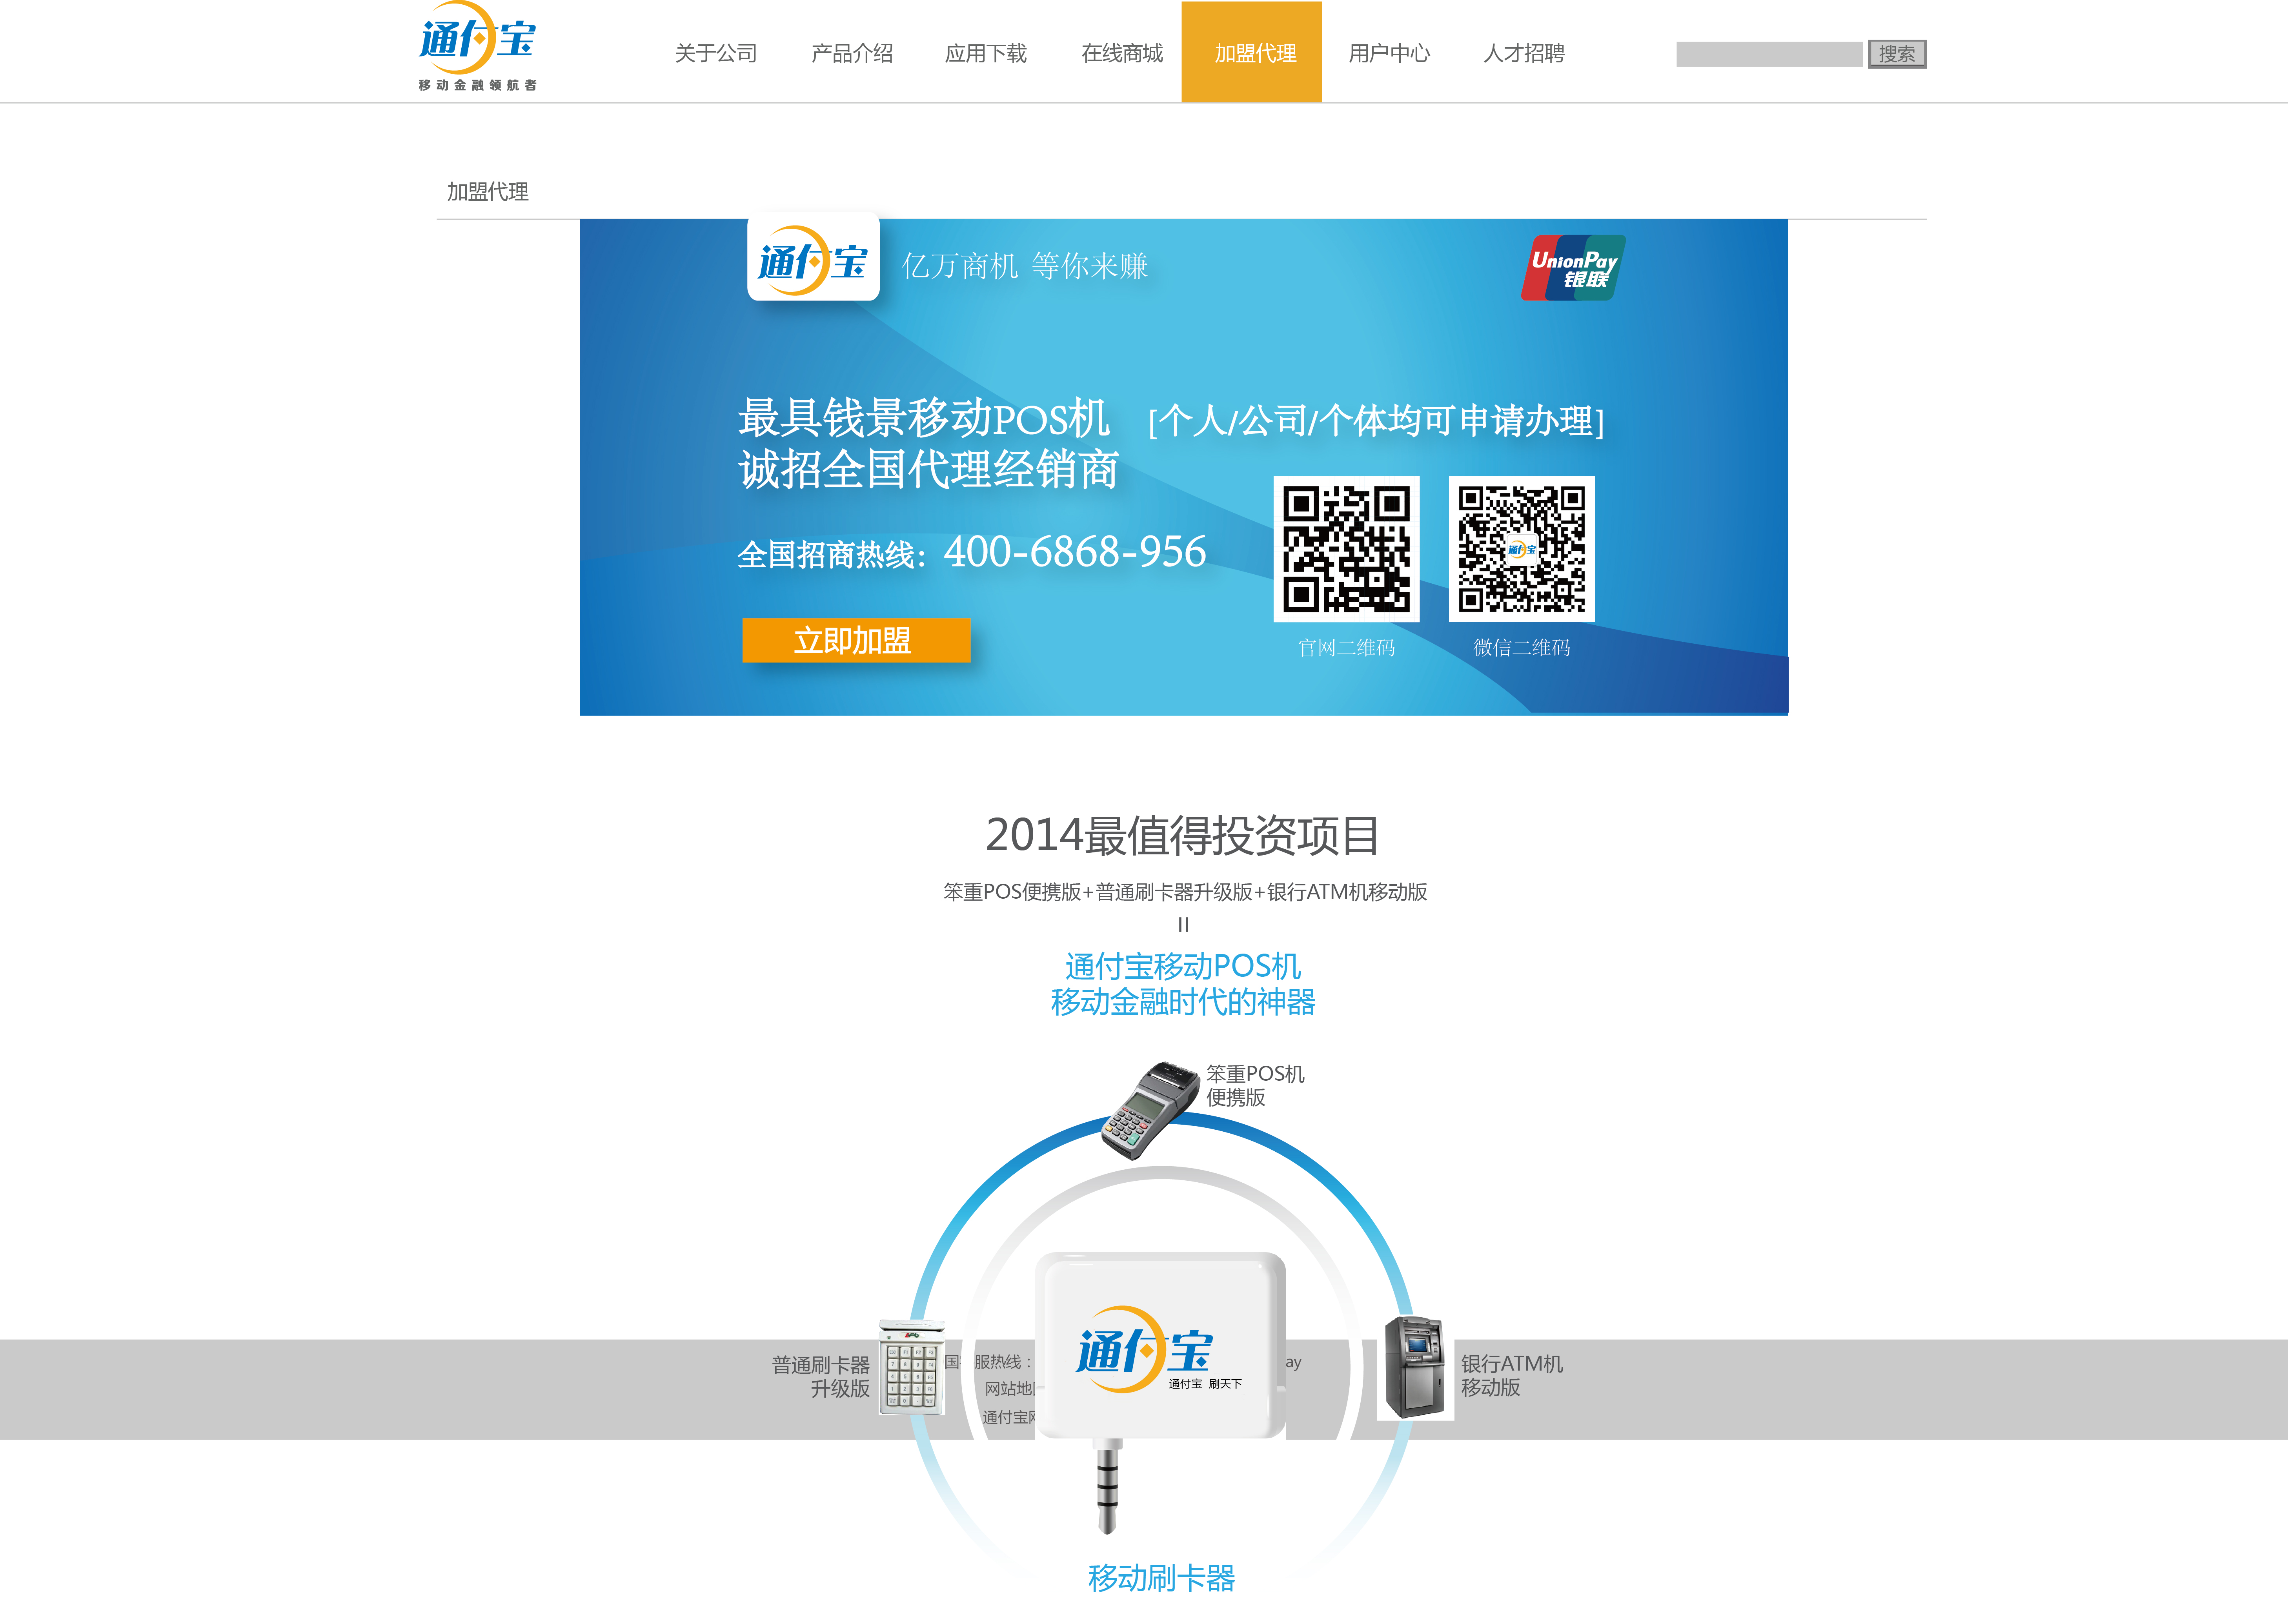 通付宝
移动金融领航者
关于公司
产品介绍
应用下载
在线商城
加盟代理
用户中心
人才招聘
搜索
加盟代理
通付宝
亿万商机 等你来赚
UnionPay
银联
最具钱景移动POS机 [个人/公司/个体均可申请办理]
诚招全国代理经销商
全国招商热线：400-6868-956
通付宝
立即加盟
官网二维码
微信二维码
2014最值得投资项目
笨重POS便携版+普通刷卡器升级版+银行ATM机移动版
=
通付宝移动POS机
移动金融时代的神器
笨重POS机
便携版
普通刷卡器
升级版
国
服热线：
ay
网站地
通付宝
通付宝
通付宝 刷天下
银行ATM机
移动版
移动刷卡器